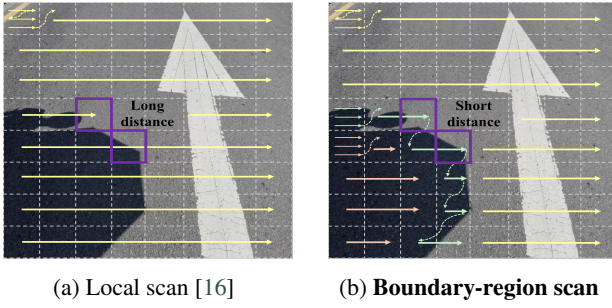 Long
distance
Short
distance
(a) Local scan [16]
(b) Boundary-region scan